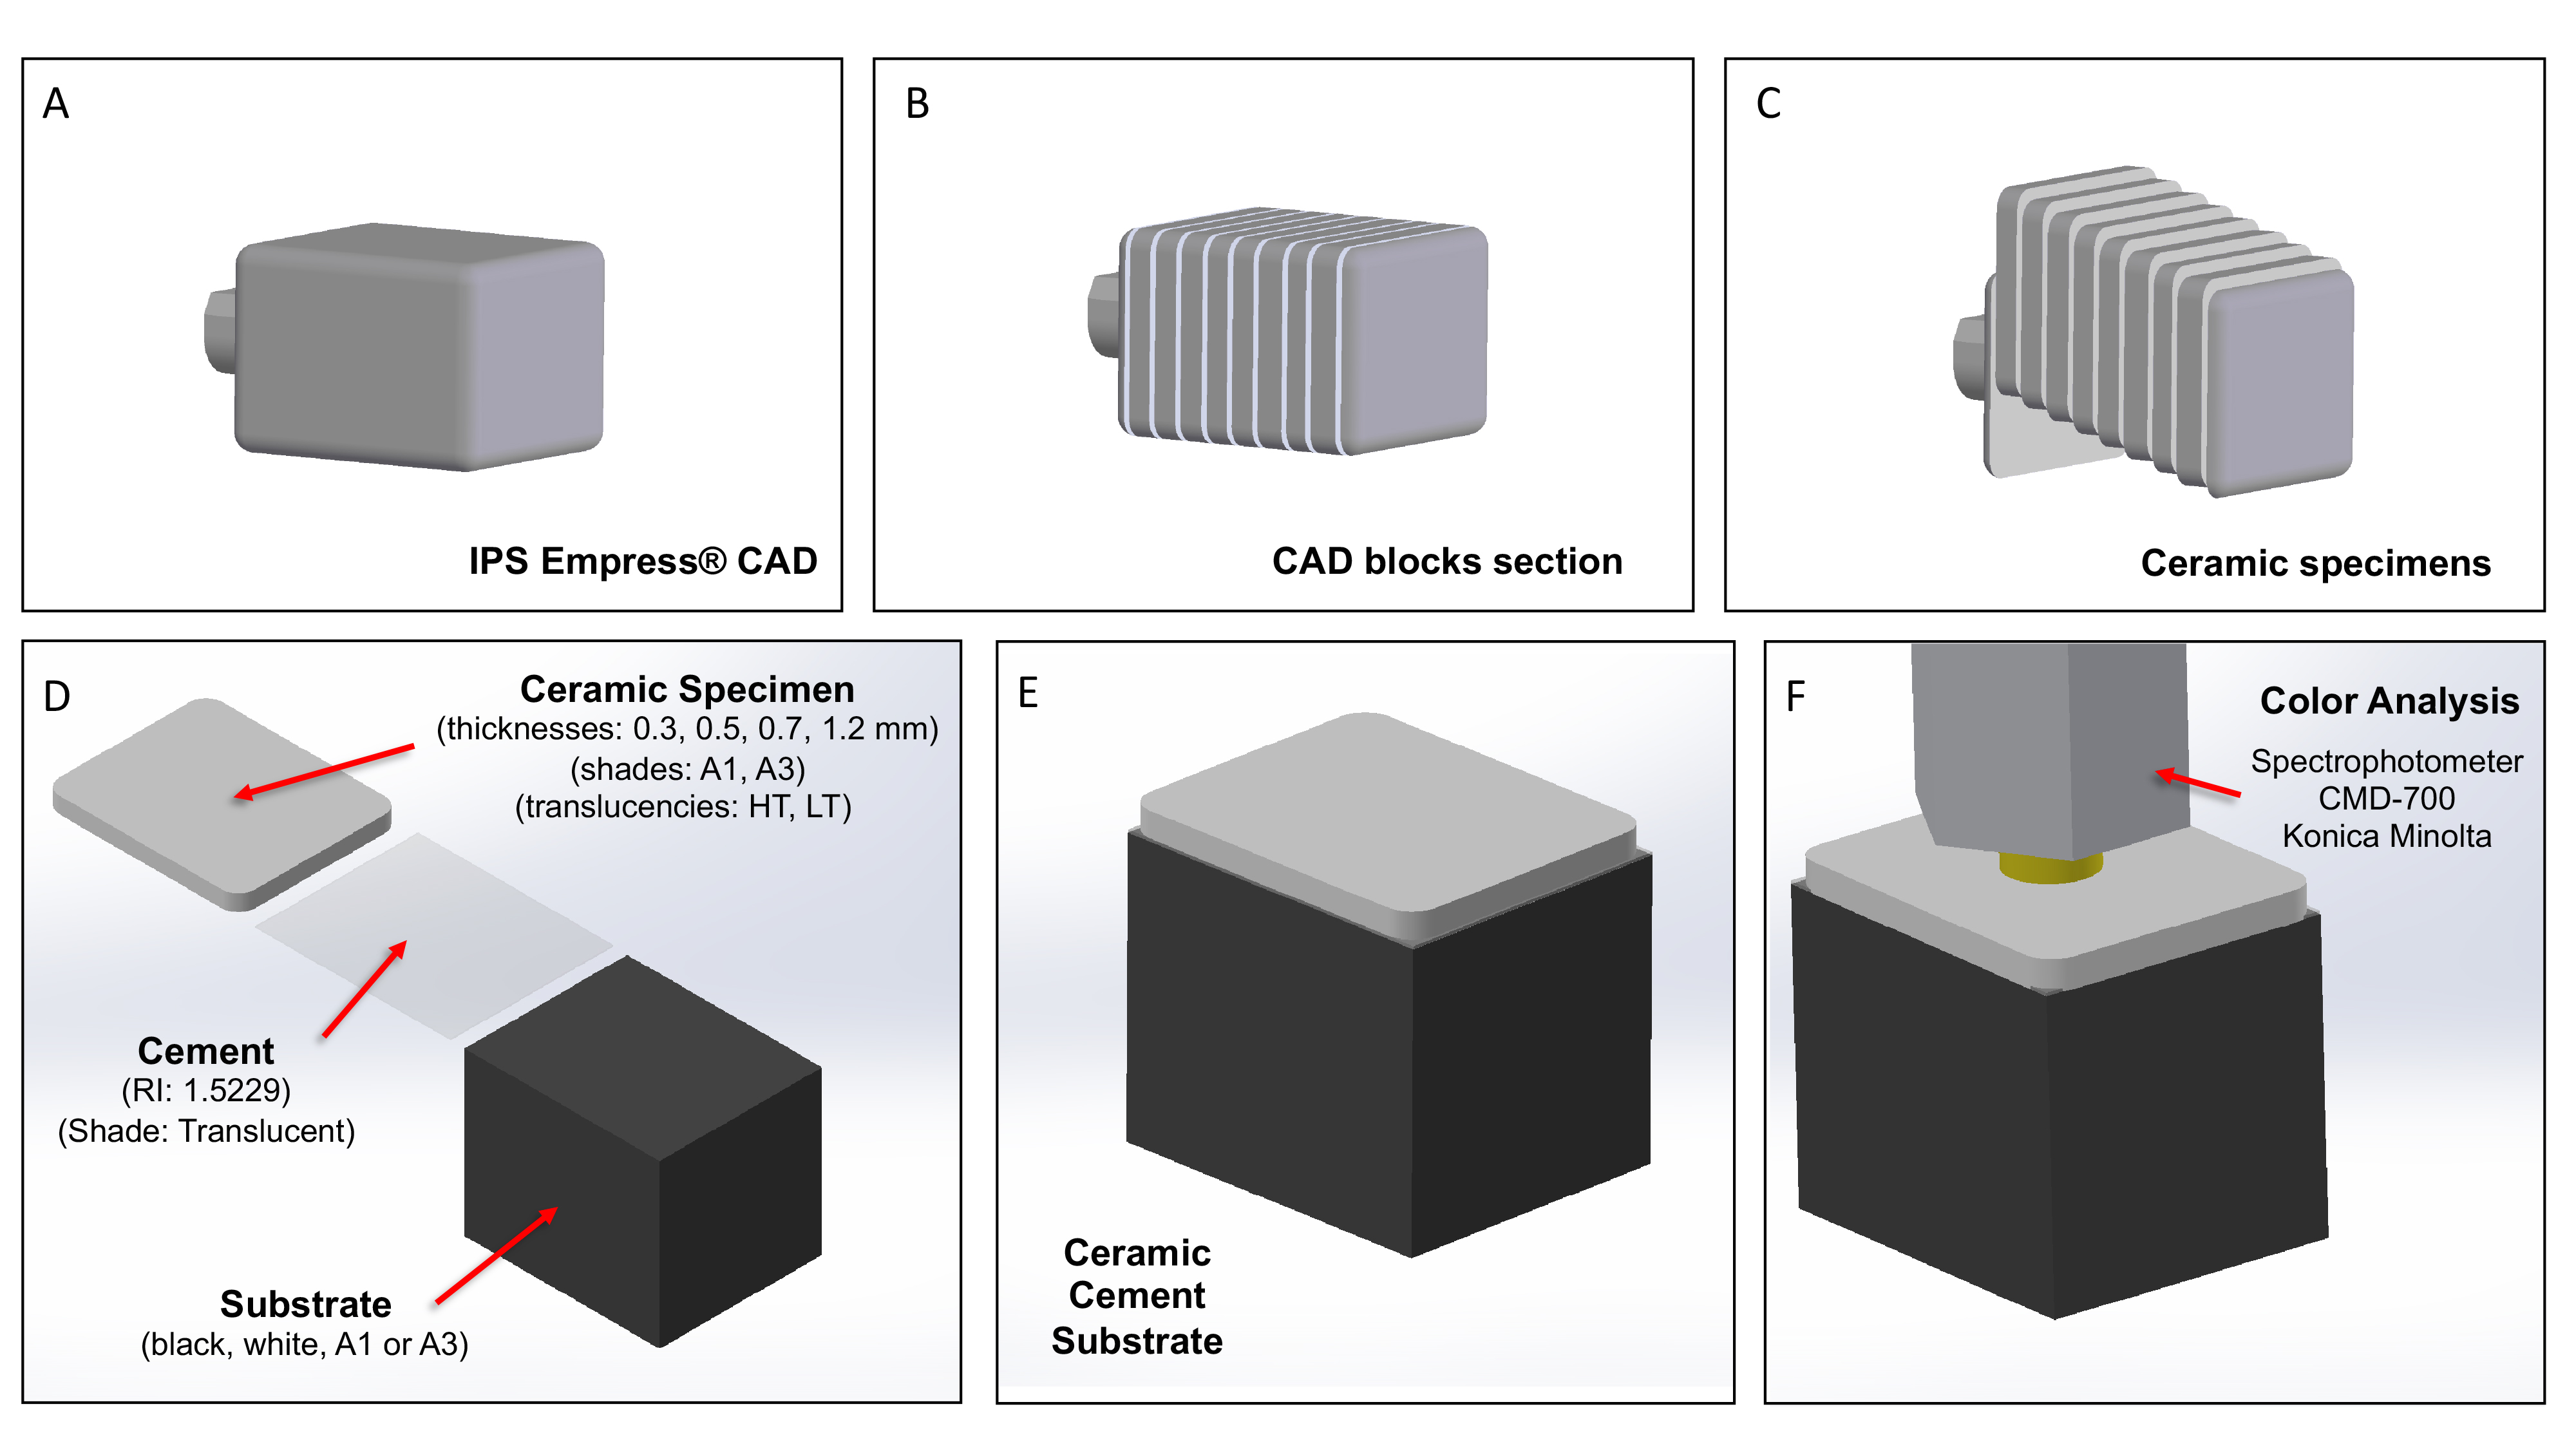 A
IPS Empress® CAD
B
CAD blocks section
C
Ceramic specimens
D
Ceramic Specimen
(thicknesses: 0.3, 0.5, 0.7, 1.2 mm)
(shades: A1, A3)
(translucencies: HT, LT)
Cement
(RI: 1.5229)
(Shade: Translucent)
Substrate
(black, white, A1 or A3)
E
Ceramic
Cement
Substrate
F
Color Analysis
Spectrophotometer
CMD-700
Konica Minolta